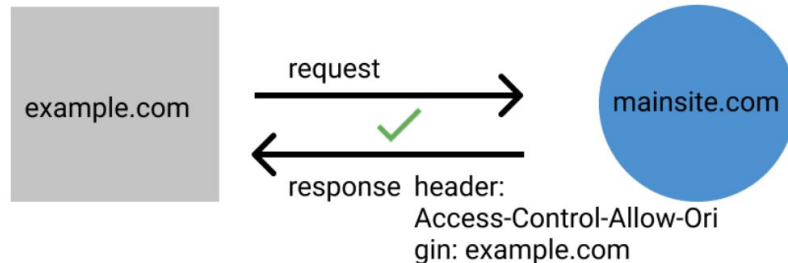 request
example.com
mainsite.com
response header:
Access-Control-Allow-Ori
gin: example.com